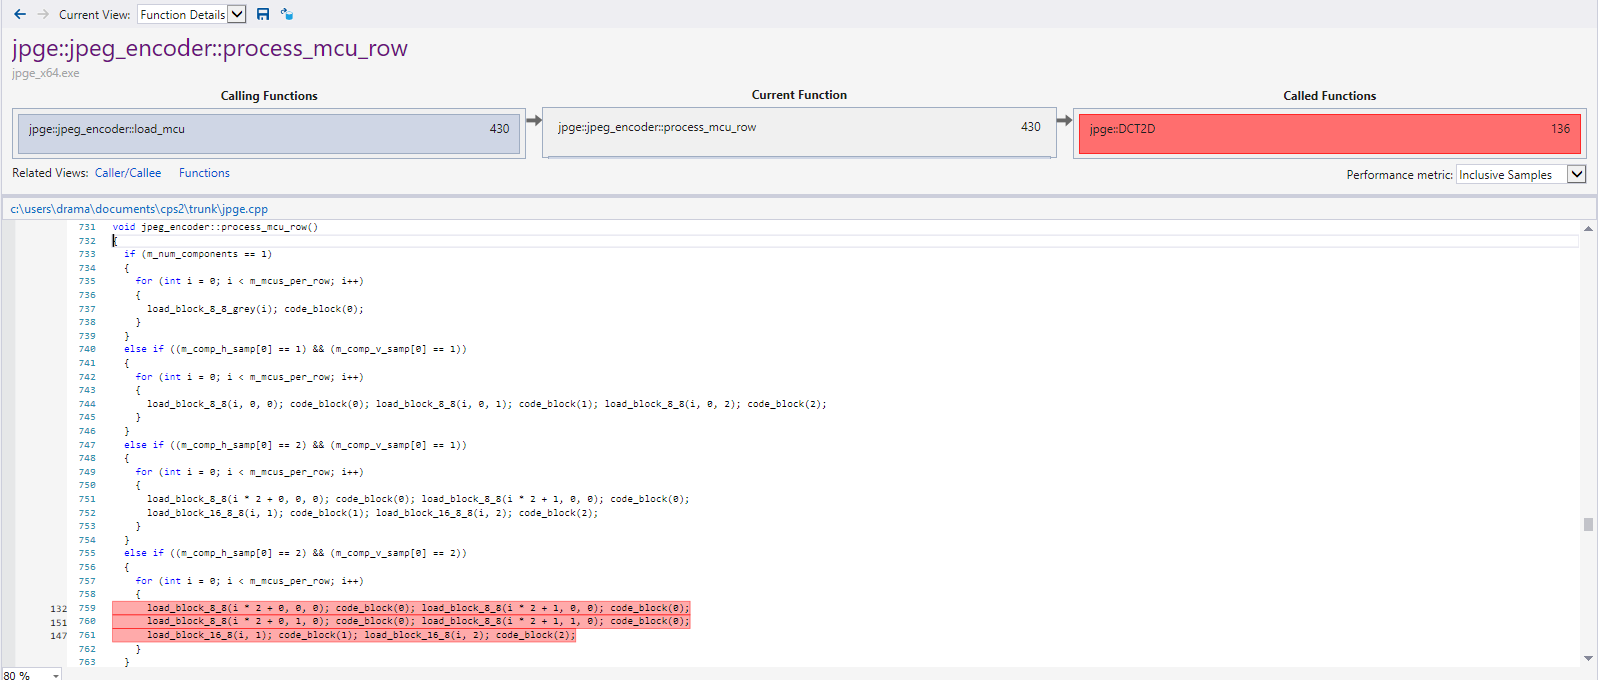 Current View: Function Details
jpge::jpeg_encoder::process_mcu_row
jpge_x64.exe
Calling Functions
Current Function
Called Functions
jpge::jpeg_encoder::load_mcu 430
jpge::jpeg_encoder::process_mcu_row 430
jpge::DCT2D 136
Related Views: Caller/Callee Functions
Performance metric: Inclusive Samples
c:\users\drama\documents\cps2\trunk\jpge.cpp
731 void jpeg_encoder::process_mcu_row()
732 {
733 if (m_num_components == 1)
734 {
735 for (int i = 0; i < m_mcus_per_row; i++)
736 {
737 load_block_8_8_grey(i); code_block(0);
738 }
739 }
740 else if ((m_comp_h_samp[0] == 1) && (m_comp_v_samp[0] == 1))
741 {
742 for (int i = 0; i < m_mcus_per_row; i++)
743 {
744 load_block_8_8(i, 0, 0); code_block(0); load_block_8_8(i, 0, 1); code_block(1); load_block_8_8(i, 0, 2); code_block(2);
745 }
746 }
747 else if ((m_comp_h_samp[0] == 2) && (m_comp_v_samp[0] == 1))
748 {
749 for (int i = 0; i < m_mcus_per_row; i++)
750 {
751 load_block_8_8(i * 2 + 0, 0, 0); code_block(0); load_block_8_8(i * 2 + 1, 0, 0); code_block(0);
752 load_block_16_8_8(i, 1); code_block(1); load_block_16_8_8(i, 2); code_block(2);
753 }
754 }
755 else if ((m_comp_h_samp[0] == 2) && (m_comp_v_samp[0] == 2))
756 {
757 for (int i = 0; i < m_mcus_per_row; i++)
758 {
132 759 load_block_8_8(i * 2 + 0, 0, 0); code_block(0); load_block_8_8(i * 2 + 1, 0, 0); code_block(0);
151 760 load_block_8_8(i * 2 + 0, 1, 0); code_block(0); load_block_8_8(i * 2 + 1, 1, 0); code_block(0);
147 761 load_block_16_8(i, 1); code_block(1); load_block_16_8(i, 2); code_block(2);
762 }
763 }
80 %